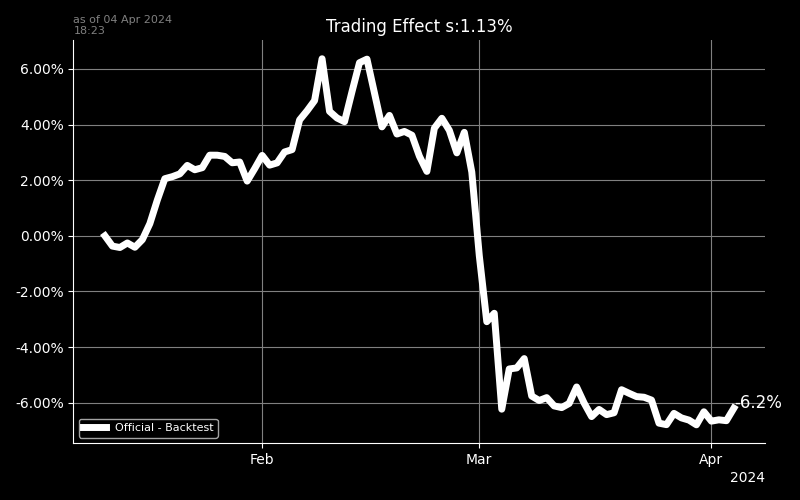 as of 04 Apr 2024
18:23
Trading Effect s:1.13%
6.00%
4.00%
2.00%
0.00%
-2.00%
-4.00%
-6.00%
-6.2%
Official - Backtest
Feb
Mar
Apr
2024